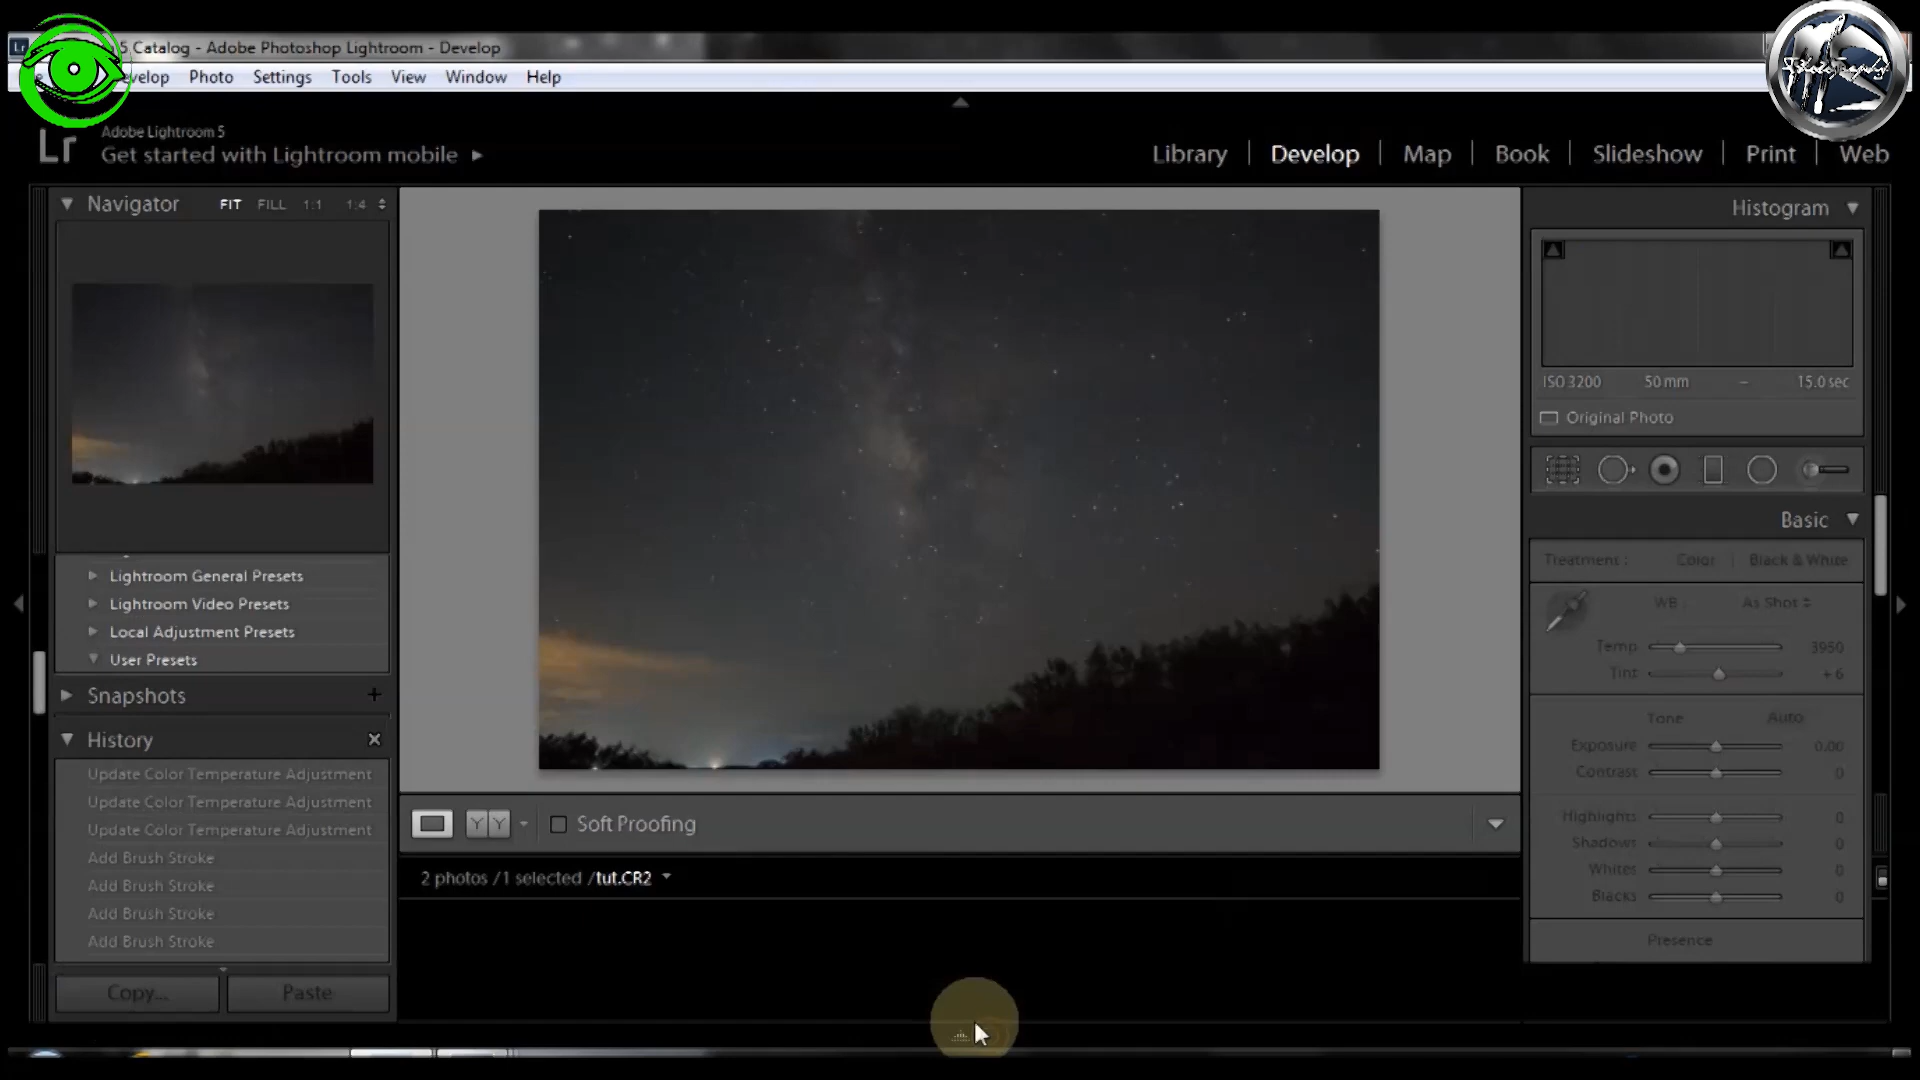 Lr
5 Catalog - Adobe Photoshop Lightroom - Develop
evelop Photo Settings Tools View Window Help
Photography
Lr
Adobe Lightroom 5
Get started with Lightroom mobile
Library | Develop | Map | Book | Slideshow | Print | Web
Navigator FIT FILL 1:1 1:4
Histogram
ISO 3200 50 mm – 15.0 sec
Original Photo
Basic
Treatment : Color | Black & White
WB As Shot
Temp 3950
Tint + 6
Tone Auto
Exposure 0.00
Contrast 0
Highlights 0
Shadows 0
Whites 0
Blacks 0
Presence
Lightroom General Presets
Lightroom Video Presets
Local Adjustment Presets
User Presets
Snapshots +
History
Update Color Temperature Adjustment
Update Color Temperature Adjustment
Update Color Temperature Adjustment
Add Brush Stroke
Add Brush Stroke
Add Brush Stroke
Add Brush Stroke
Copy... Paste
YY Soft Proofing
2 photos /1 selected /tut.CR2